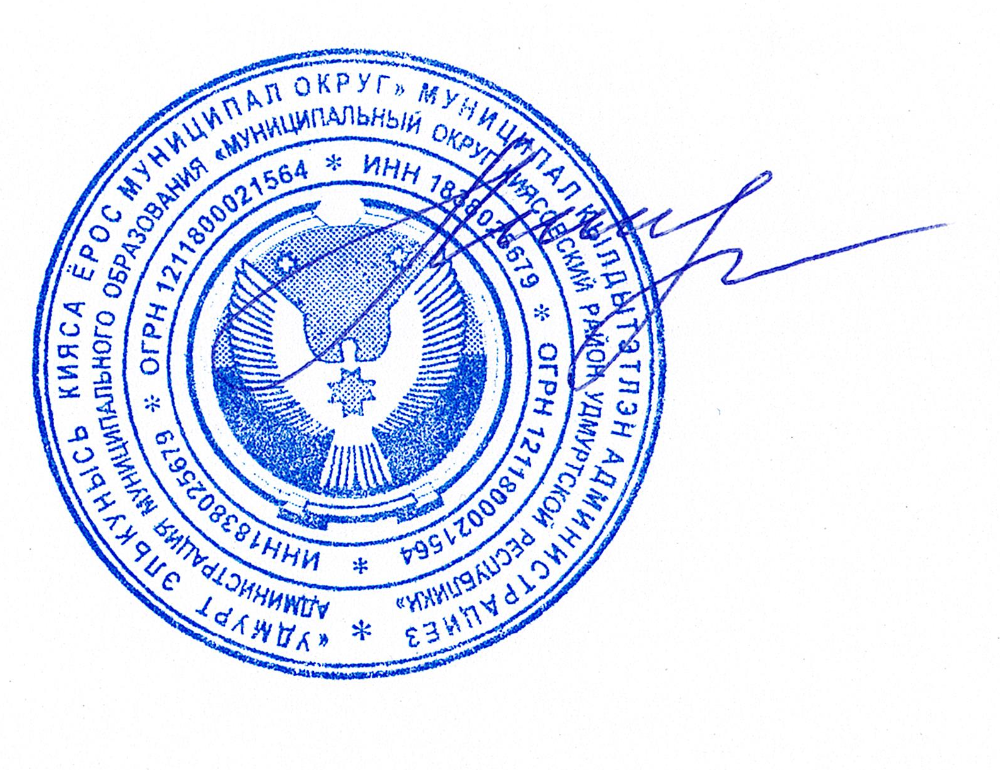 «УДМУРТ ЭЛЬКУНЫСЬ КИЯСА ЁРОС МУНИЦИПАЛ ОКРУГ» МУНИЦИПАЛ КЫЛДЫТЭТЛЭН АДМИНИСТРАЦИЕЗ *
АДМИНИСТРАЦИЯ МУНИЦИПАЛЬНОГО ОБРАЗОВАНИЯ «МУНИЦИПАЛЬНЫЙ ОКРУГ КИЯСОВСКИЙ РАЙОН УДМУРТСКОЙ РЕСПУБЛИКИ»
* ИНН1838025679 * ОГРН 1211800021564 * ИНН 1838025679 * ОГРН 1211800021564